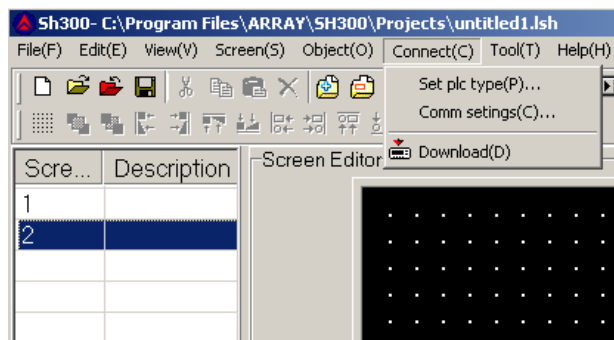 Sh300- C:\Program Files\ARRAY\SH300\Projects\untitled1.lsh
File(F) Edit(E) View(V) Screen(S) Object(O) Connect(C) Tool(T) Help(H)
Set plc type(P)...
Comm setings(C)...
Download(D)
Scre... Description
Screen Editor
1
2